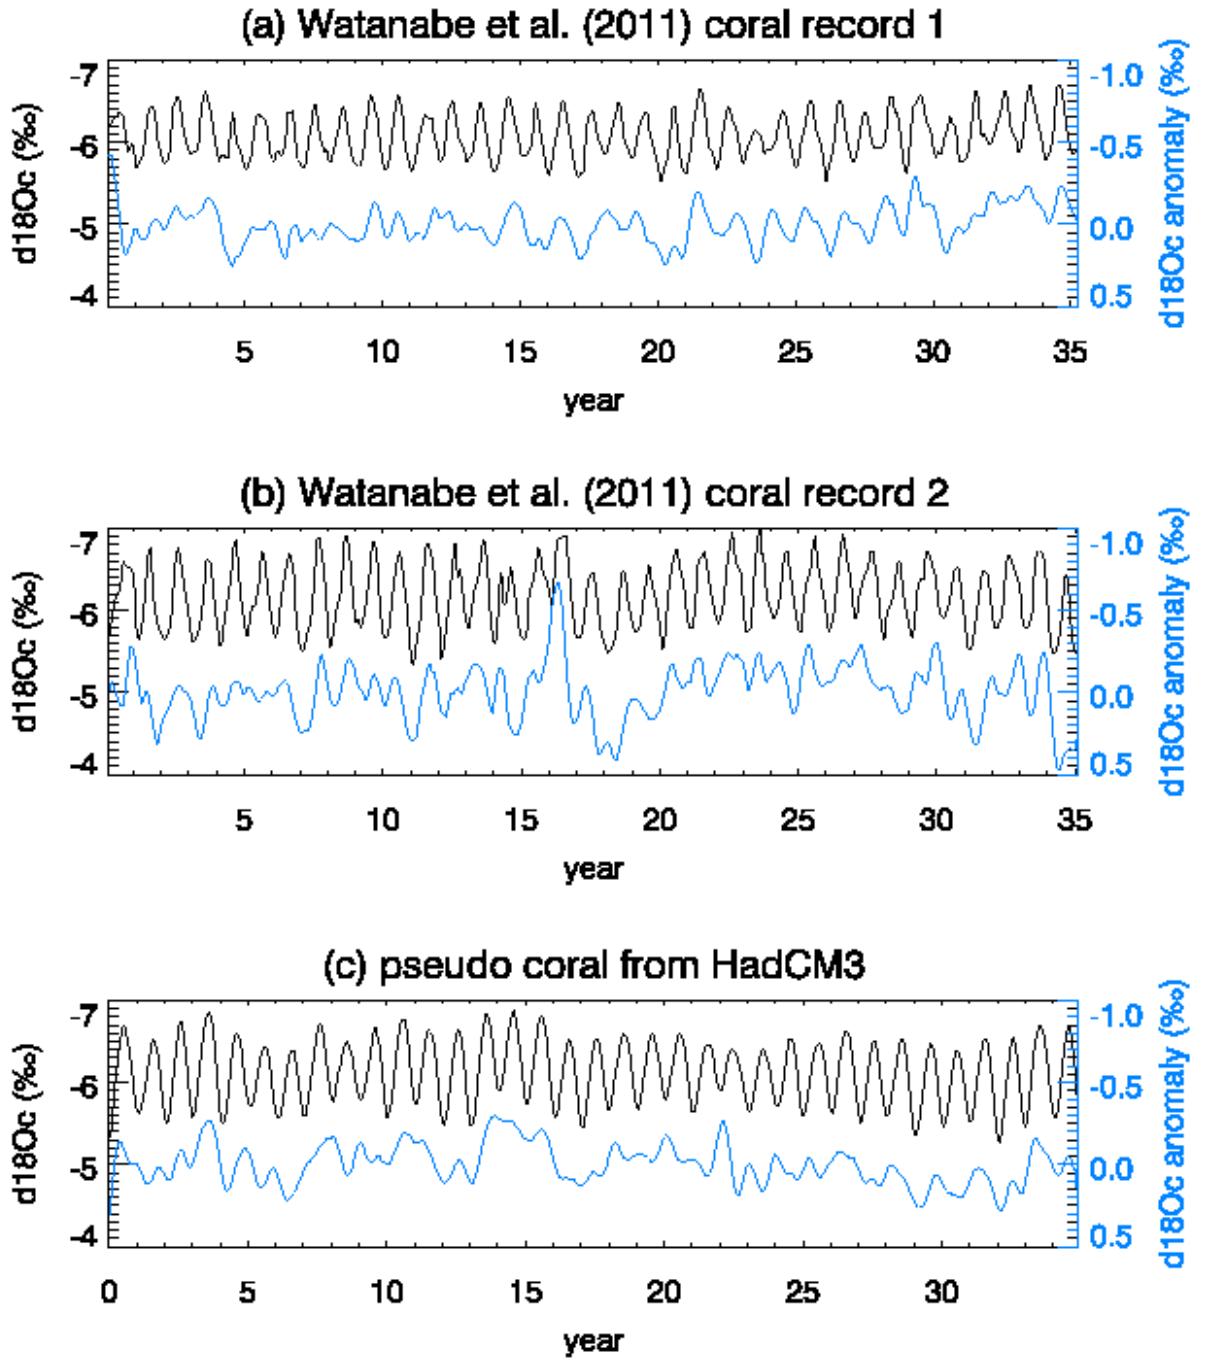 (a) Watanabe et al. (2011) coral record 1
d18Oc (‰)
-7
-6
-5
-4
-1.0
-0.5
0.0
0.5
d18Oc anomaly (‰)
5 10 15 20 25 30 35
year
(b) Watanabe et al. (2011) coral record 2
d18Oc (‰)
-7
-6
-5
-4
-1.0
-0.5
0.0
0.5
d18Oc anomaly (‰)
5 10 15 20 25 30 35
year
(c) pseudo coral from HadCM3
d18Oc (‰)
-7
-6
-5
-4
-1.0
-0.5
0.0
0.5
d18Oc anomaly (‰)
0 5 10 15 20 25 30
year